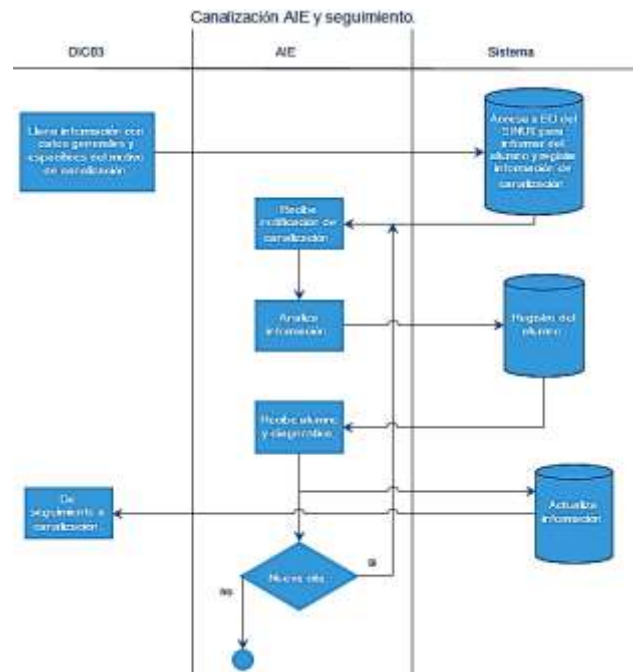 Canalización AIE y seguimiento.
AIE
Sistema
Llena información con
datos generales y
específicos del motivo
de canalización
Accesa a BD del
para
informar del
alumno y registra
información de
canalización
Recibe
notificación de
canalización
Analiza
información
Registro del
alumno
Recibe alumno
y diagnostica
Da
seguimiento a
canalización
Actualiza
información
Nueva cita
Si
No